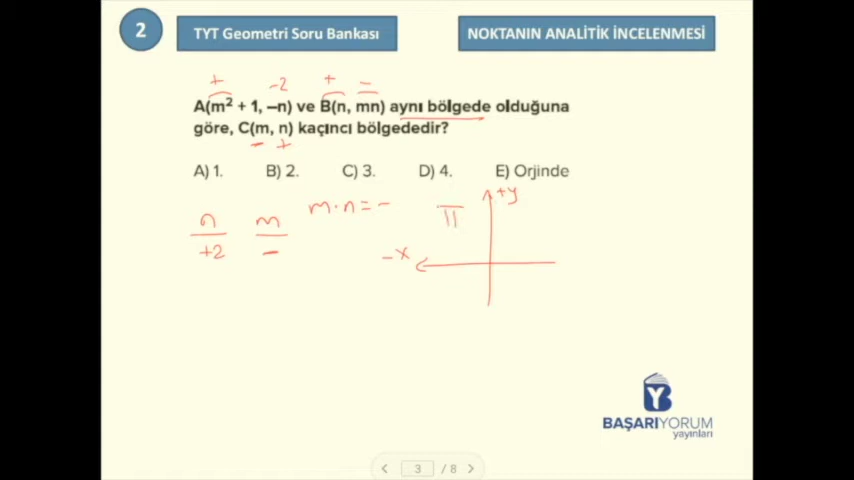 2
TYT Geometri Soru Bankası
NOKTANIN ANALİTİK İNCELENMESİ
+ -2 + -
A(m² + 1, –n) ve B(n, mn) aynı bölgede olduğuna
göre, C(m, n) kaçıncı bölgededir?
- +
A) 1. B) 2. C) 3. D) 4. E) Orjinde
n m m·n=- II +y
+2 - -x
BAŞARIYORUM
yayınları
3 / 8